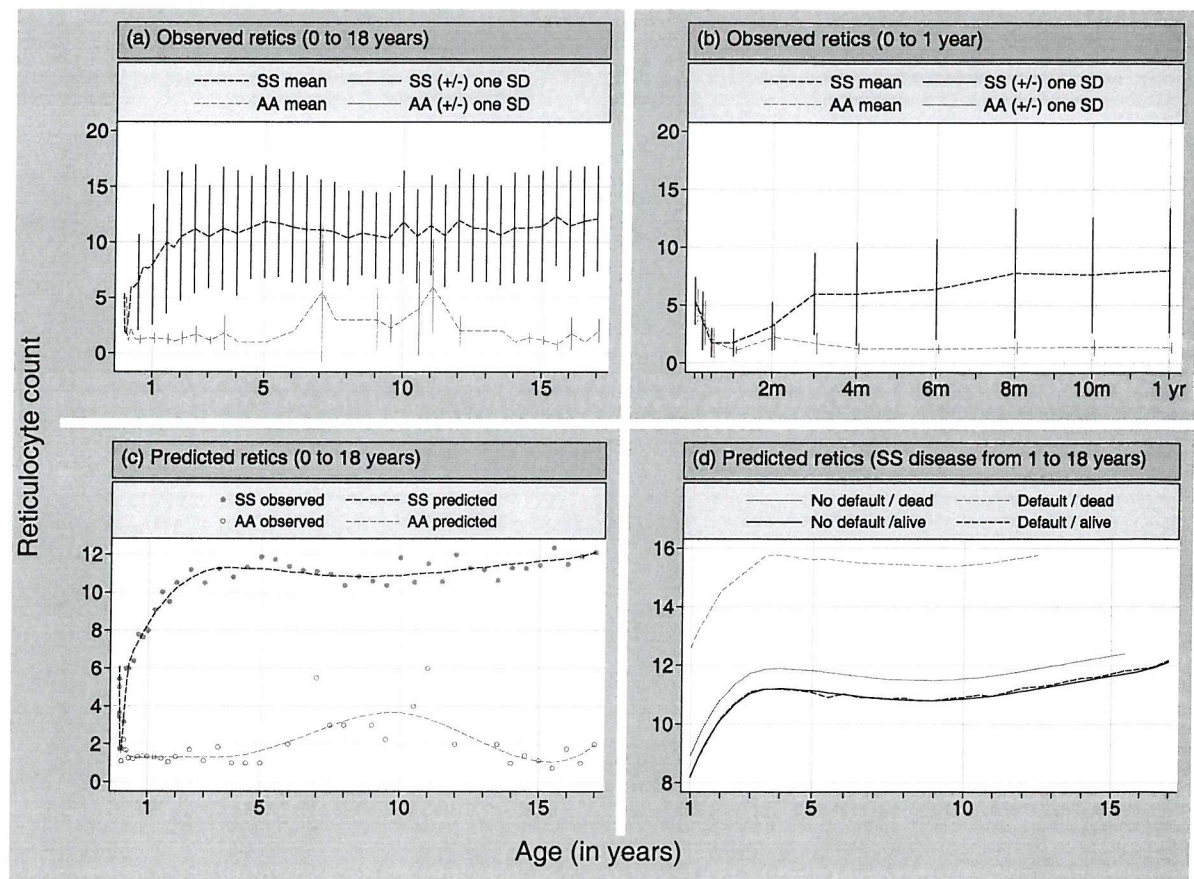 (a) Observed retics (0 to 18 years)
SS mean SS (+/-) one SD
AA mean AA (+/-) one SD
20
15
10
5
0
1 5 10 15
(b) Observed retics (0 to 1 year)
SS mean SS (+/-) one SD
AA mean AA (+/-) one SD
20
15
10
5
0
2m 4m 6m 8m 10m 1 yr
(c) Predicted retics (0 to 18 years)
SS observed SS predicted
AA observed AA predicted
12
10
8
6
4
2
0
1 5 10 15
(d) Predicted retics (SS disease from 1 to 18 years)
No default / dead Default / dead
No default /alive Default / alive
16
14
12
10
8
1 5 10 15
Reticulocyte count
Age (in years)